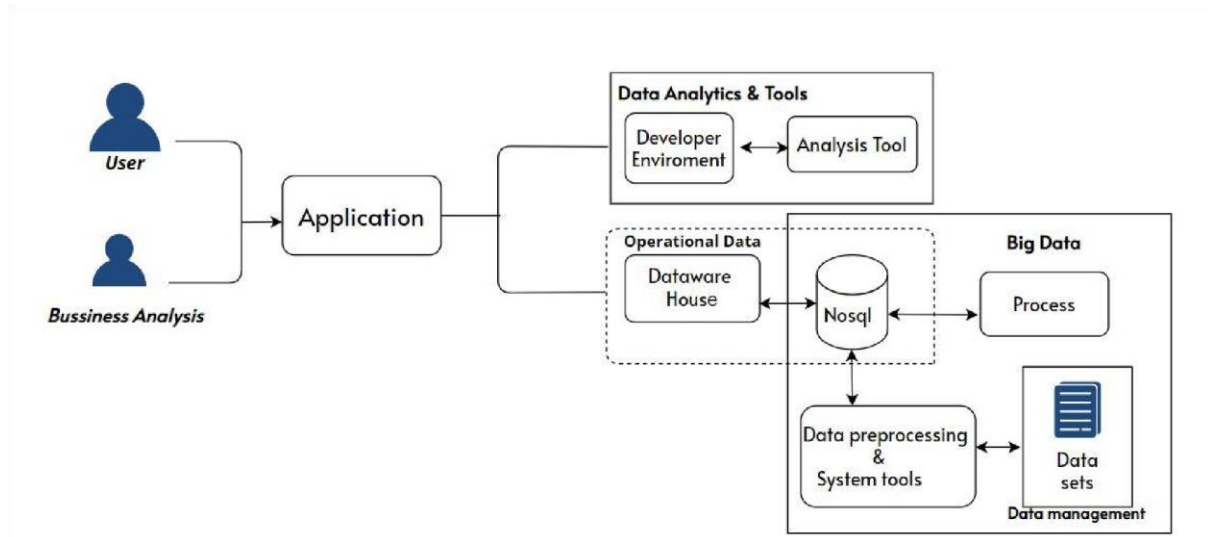 User
Bussiness Analysis
Application
Data Analytics & Tools
Developer
Enviroment
Analysis Tool
Operational Data
Dataware
House
Nosql
Big Data
Process
Data preprocessing
&
System tools
Data
sets
Data management